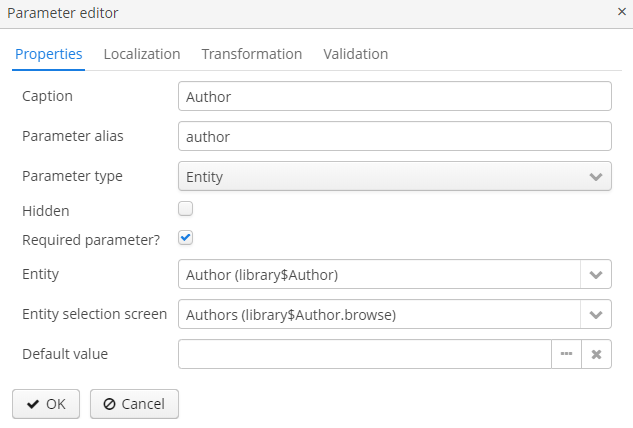 Parameter editor
Properties Localization Transformation Validation
Caption Author
Parameter alias author
Parameter type Entity
Hidden
Required parameter?
Entity Author (library$Author)
Entity selection screen Authors (library$Author.browse)
Default value
OK Cancel